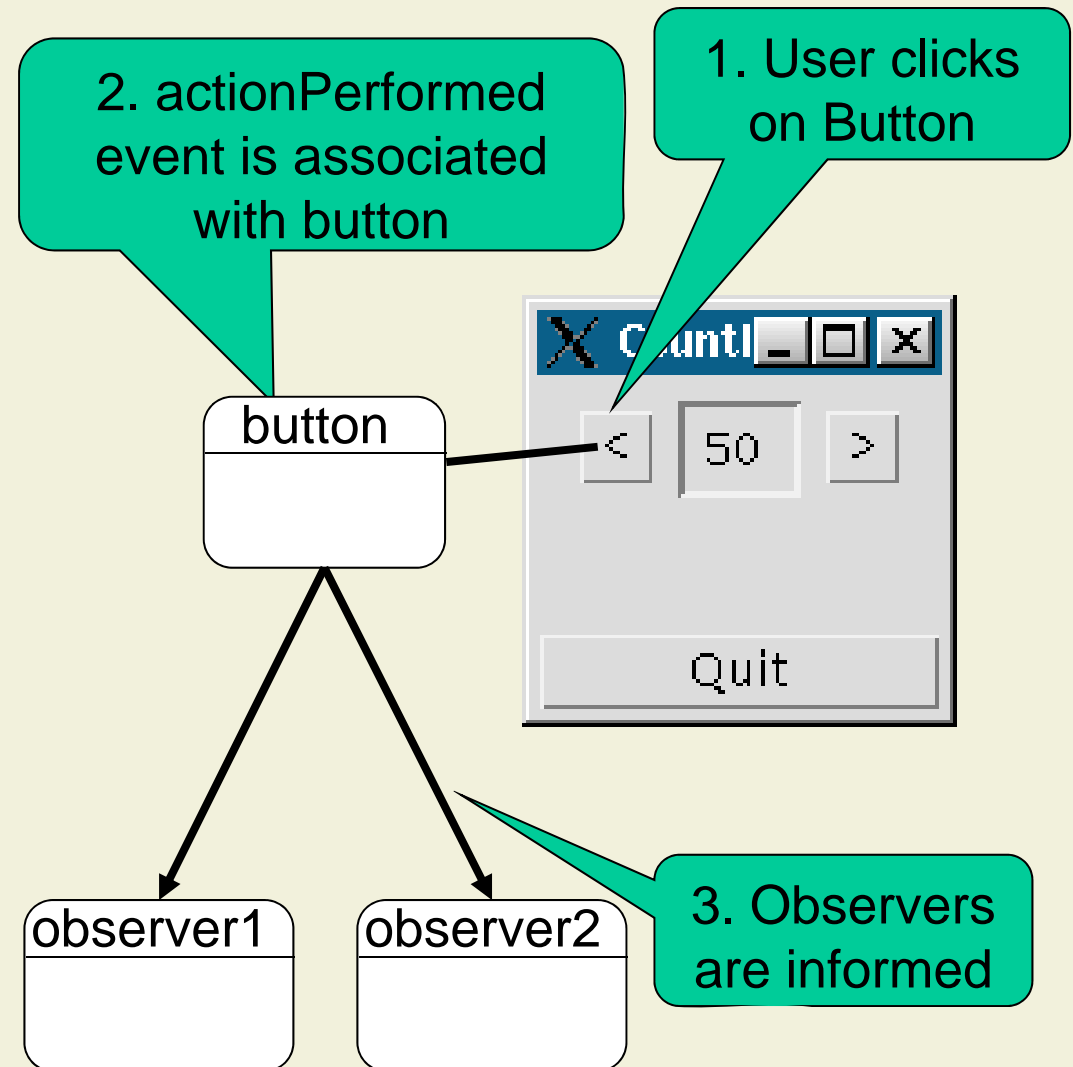 1. User clicks
on Button
2. actionPerformed
event is associated
with button
button
< 50 >
Quit
observer1
observer2
3. Observers
are informed